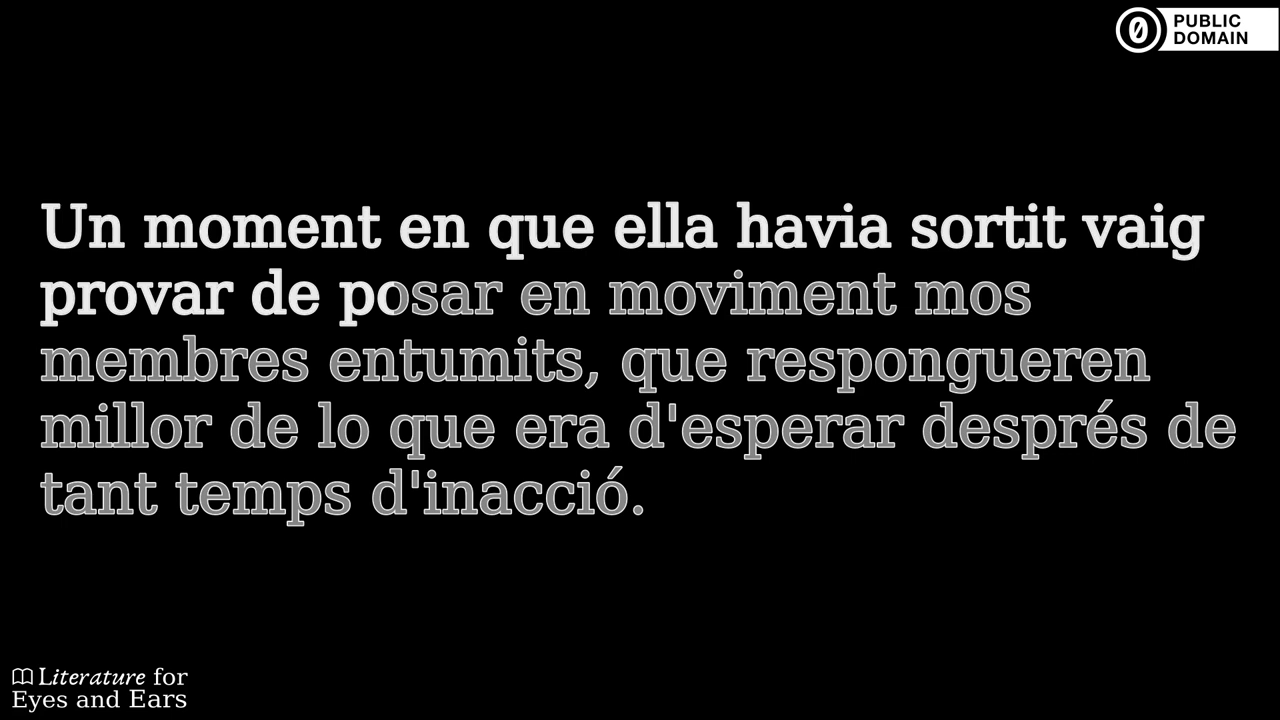 PUBLIC
DOMAIN
Un moment en que ella havia sortit vaig
provar de posar en moviment mos
membres entumits, que respongueren
millor de lo que era d'esperar després de
tant temps d'inacció.
Literature for
Eyes and Ears